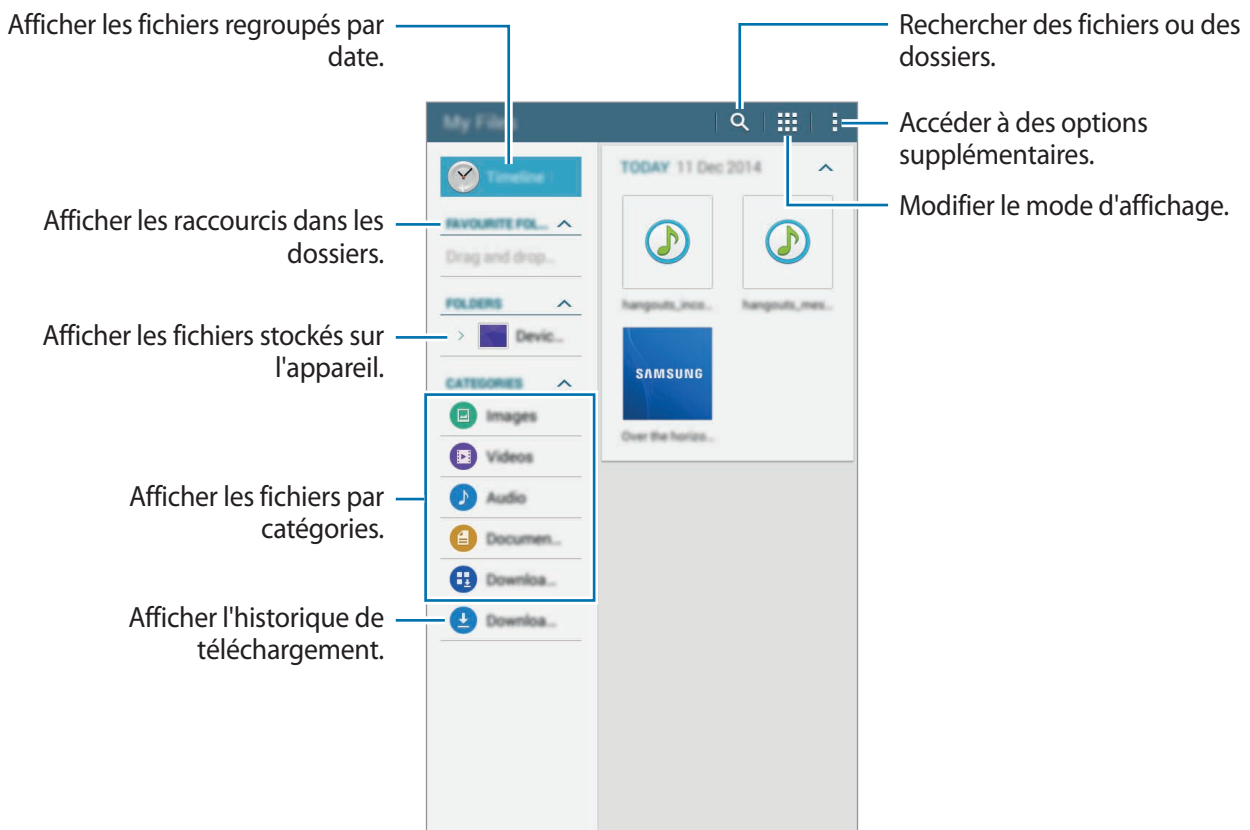 Afficher les fichiers regroupés par
date.
Rechercher des fichiers ou des
dossiers.
Accéder à des options
supplémentaires.
Modifier le mode d'affichage.
Afficher les raccourcis dans les
dossiers.
Afficher les fichiers stockés sur
l'appareil.
Afficher les fichiers par
catégories.
Afficher l'historique de
téléchargement.
My Files
Timeline
FAVOURITE FOL...
Drag and drop...
FOLDERS
Devic...
CATEGORIES
Images
Videos
Audio
Documen...
Downloa...
Downloa...
TODAY 11 Dec 2014
hangouts_inco...
hangouts_mes...
SAMSUNG
Over the horizo...